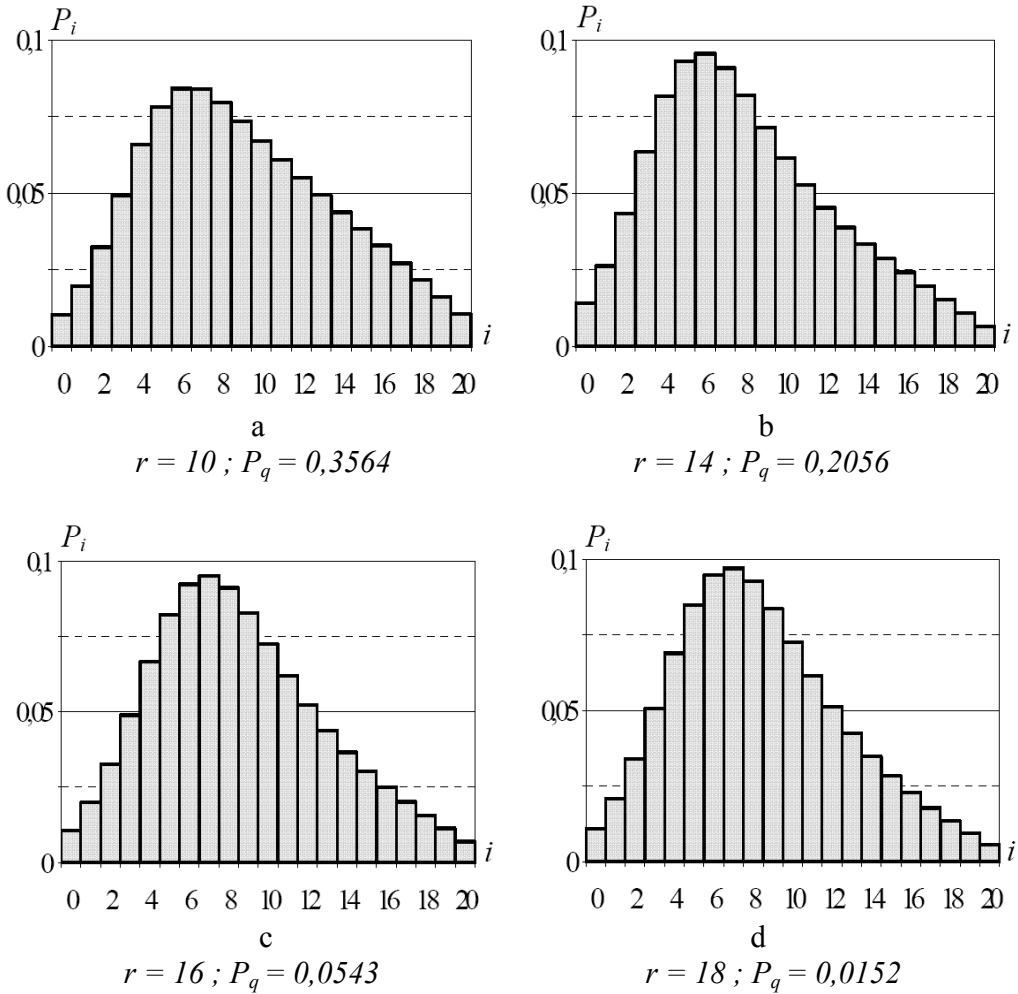 P_i
0,1
0,05
0
i
0 2 4 6 8 10 12 14 16 18 20
a
r = 10 ; P_q = 0,3564
P_i
0,1
0,05
0
i
0 2 4 6 8 10 12 14 16 18 20
b
r = 14 ; P_q = 0,2056
P_i
0,1
0,05
0
i
0 2 4 6 8 10 12 14 16 18 20
c
r = 16 ; P_q = 0,0543
P_i
0,1
0,05
0
i
0 2 4 6 8 10 12 14 16 18 20
d
r = 18 ; P_q = 0,0152